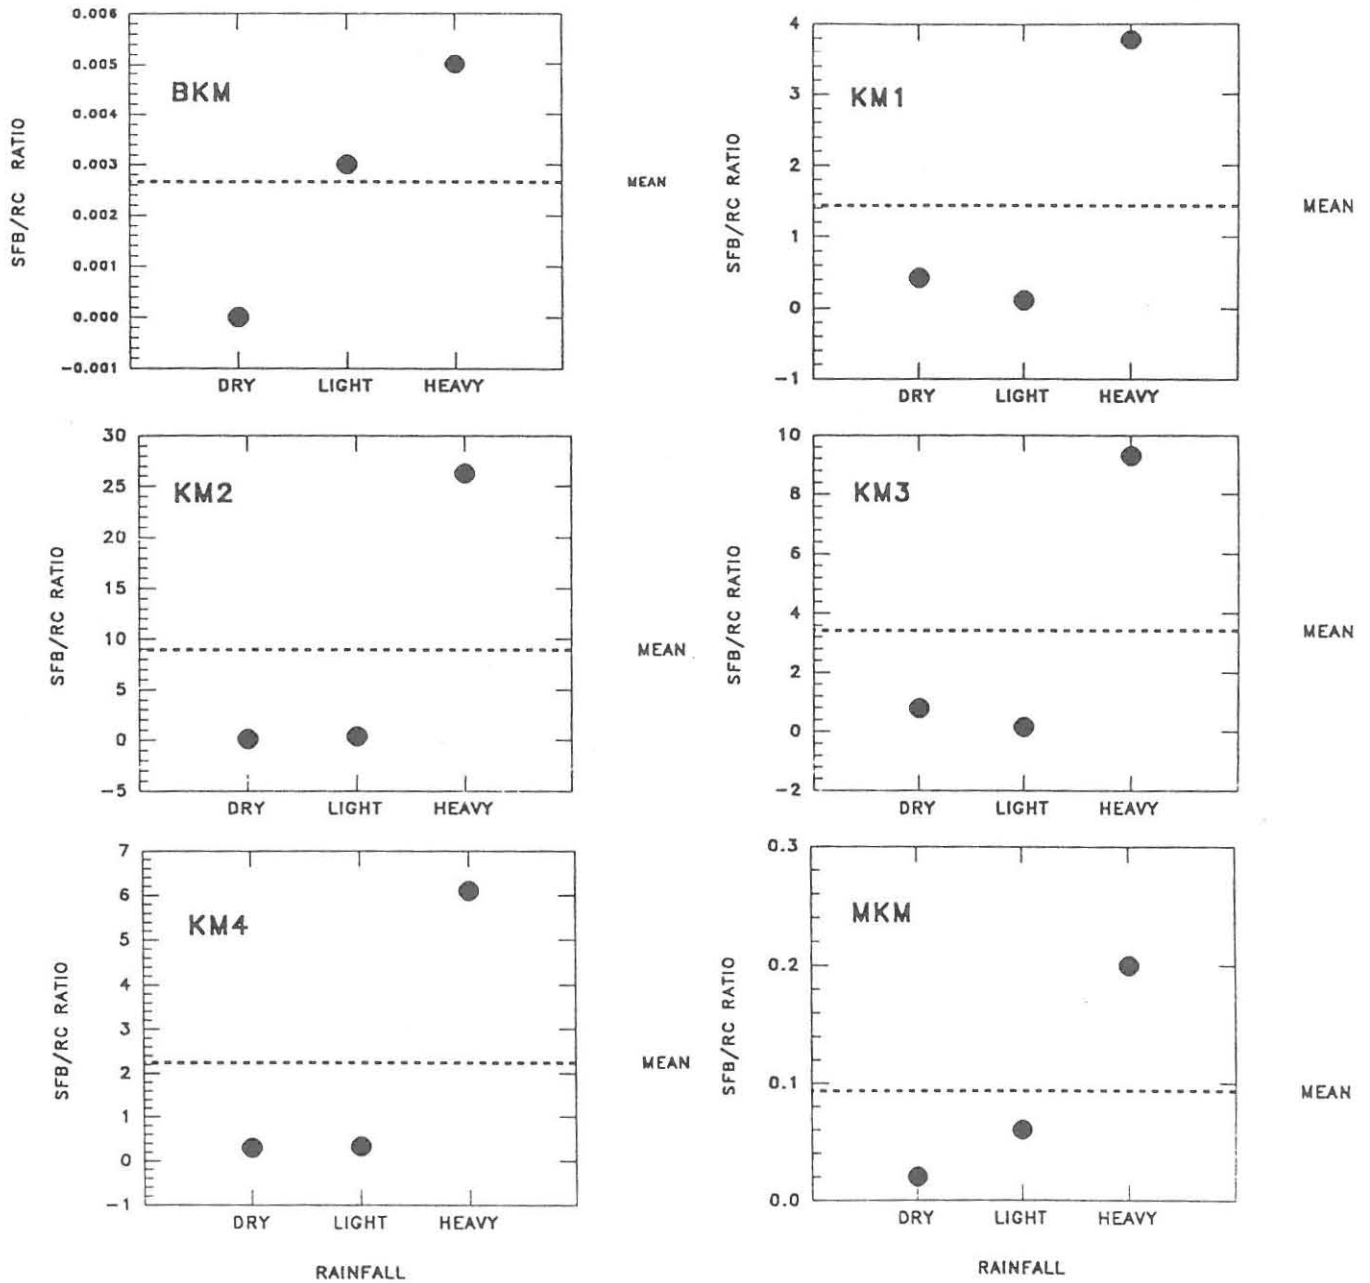 SFB/RC RATIO
0.006
0.005
0.004
0.003
0.002
0.001
0.000
-0.001
BKM
MEAN
DRY LIGHT HEAVY
SFB/RC RATIO
4
3
2
1
0
-1
KM1
MEAN
DRY LIGHT HEAVY
SFB/RC RATIO
30
25
20
15
10
5
0
-5
KM2
MEAN
DRY LIGHT HEAVY
SFB/RC RATIO
10
8
6
4
2
0
-2
KM3
MEAN
DRY LIGHT HEAVY
SFB/RC RATIO
7
6
5
4
3
2
1
0
-1
KM4
MEAN
DRY LIGHT HEAVY
RAINFALL
SFB/RC RATIO
0.3
0.2
0.1
0.0
MKM
MEAN
DRY LIGHT HEAVY
RAINFALL